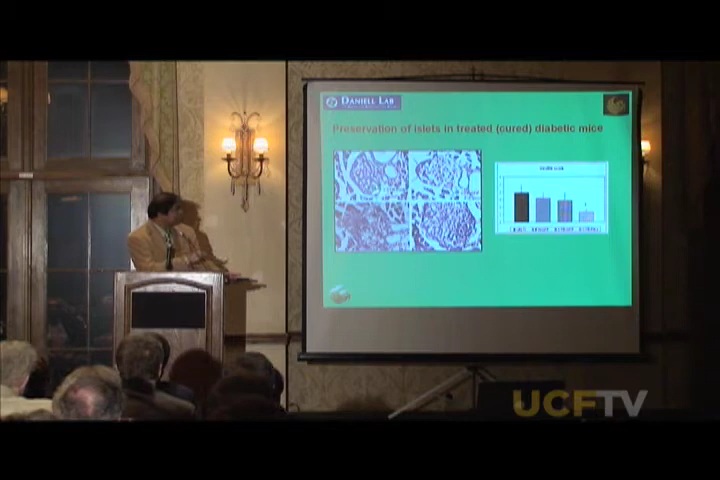 DANIELL LAB
Preservation of islets in treated (cured) diabetic mice
UCFTV